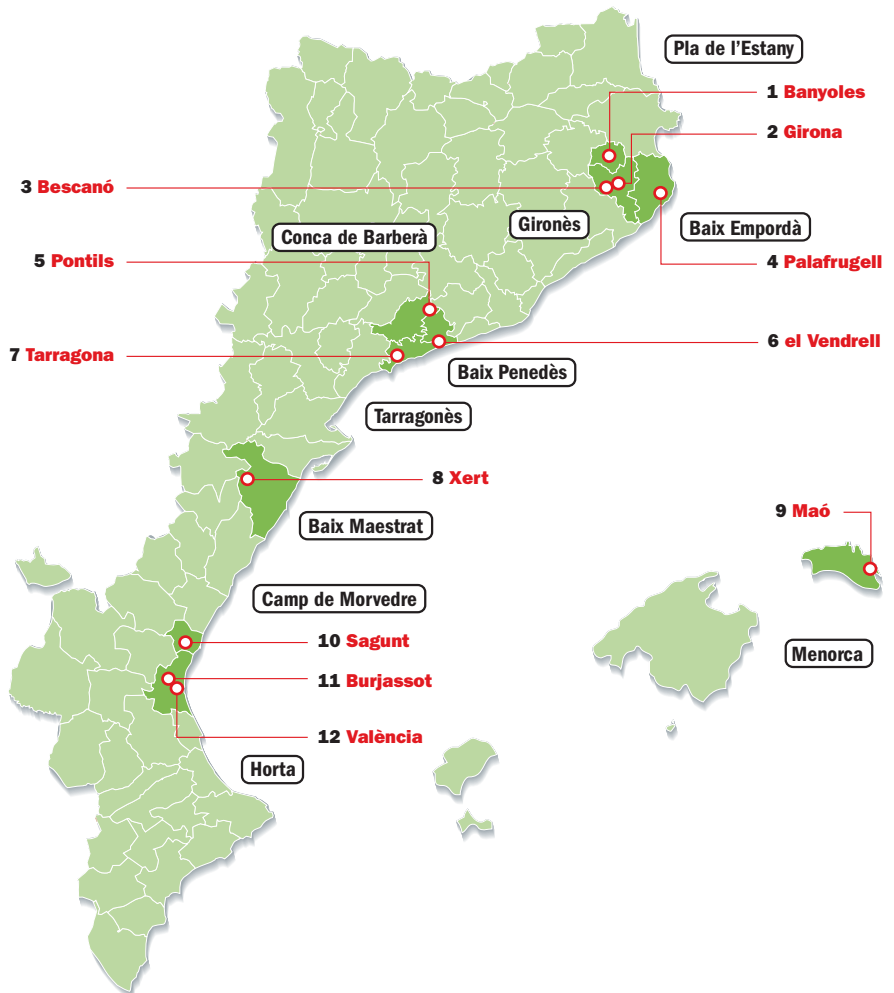 Pla de l'Estany
1 Banyoles
2 Girona
3 Bescanó
Gironès
Baix Empordà
Conca de Barberà
5 Pontils
4 Palafrugell
6 el Vendrell
7 Tarragona
Baix Penedès
Tarragonès
8 Xert
9 Maó
Baix Maestrat
Camp de Morvedre
10 Sagunt
Menorca
11 Burjassot
12 València
Horta